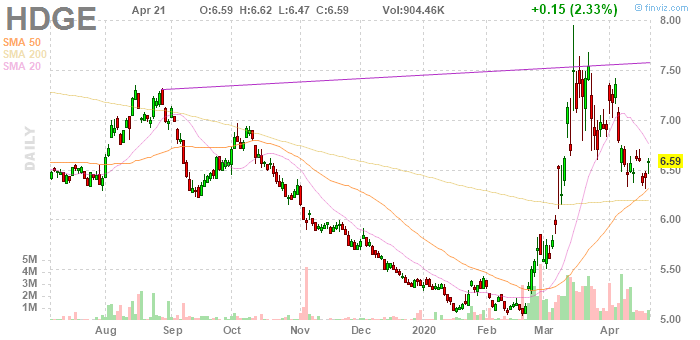 HDGE
Apr 21
O:6.59 H:6.62 L:6.47 C:6.59
Vol:904.46K
+0.15 (2.33%)
© finviz.com
SMA 50
SMA 200
SMA 20
DAILY
8.00
7.50
7.00
6.59
6.50
6.00
5.50
5.00
5M
4M
3M
2M
1M
Aug Sep Oct Nov Dec 2020 Feb Mar Apr